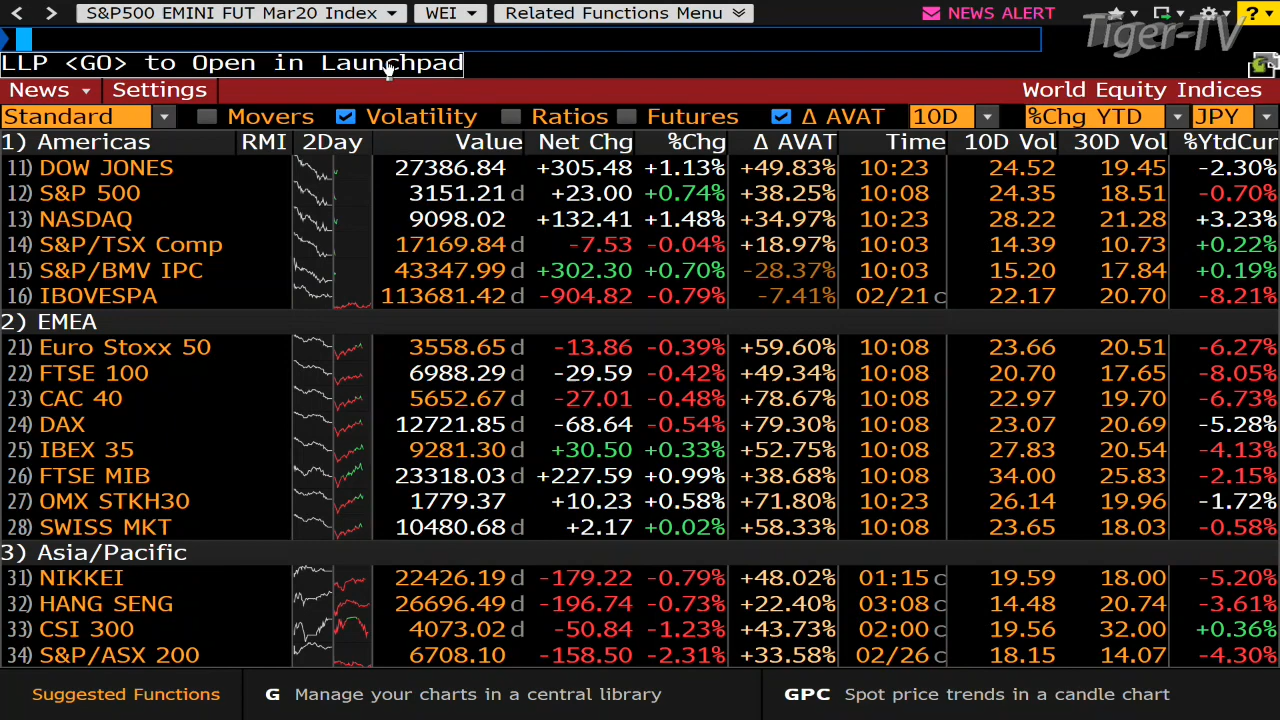 < > S&P500 EMINI FUT Mar20 Index WEI Related Functions Menu NEWS ALERT ?
Tiger-TV
LLP <GO> to Open in Launchpad
News Settings World Equity Indices
Standard Movers Volatility Ratios Futures Δ AVAT 10D %Chg YTD JPY
1) Americas RMI 2Day Value Net Chg %Chg Δ AVAT Time 10D Vol 30D Vol %YtdCur
11) DOW JONES 27386.84 +305.48 +1.13% +49.83% 10:23 24.52 19.45 -2.30%
12) S&P 500 3151.21 d +23.00 +0.74% +38.25% 10:08 24.35 18.51 -0.70%
13) NASDAQ 9098.02 +132.41 +1.48% +34.97% 10:23 28.22 21.28 +3.23%
14) S&P/TSX Comp 17169.84 d -7.53 -0.04% +18.97% 10:03 14.39 10.73 +0.22%
15) S&P/BMV IPC 43347.99 d +302.30 +0.70% -28.37% 10:03 15.20 17.84 +0.19%
16) IBOVESPA 113681.42 d -904.82 -0.79% -7.41% 02/21 c 22.17 20.70 -8.21%
2) EMEA
21) Euro Stoxx 50 3558.65 d -13.86 -0.39% +59.60% 10:08 23.66 20.51 -6.27%
22) FTSE 100 6988.29 d -29.59 -0.42% +49.34% 10:08 20.70 17.65 -8.05%
23) CAC 40 5652.67 d -27.01 -0.48% +78.67% 10:08 22.97 19.70 -6.73%
24) DAX 12721.85 d -68.64 -0.54% +79.30% 10:08 23.07 20.69 -5.28%
25) IBEX 35 9281.30 d +30.50 +0.33% +52.75% 10:08 27.83 20.54 -4.13%
26) FTSE MIB 23318.03 d +227.59 +0.99% +38.68% 10:08 34.00 25.83 -2.15%
27) OMX STKH30 1779.37 +10.23 +0.58% +71.80% 10:23 26.14 19.96 -1.72%
28) SWISS MKT 10480.68 d +2.17 +0.02% +58.33% 10:08 23.65 18.03 -0.58%
3) Asia/Pacific
31) NIKKEI 22426.19 d -179.22 -0.79% +48.02% 01:15 c 19.59 18.00 -5.20%
32) HANG SENG 26696.49 d -196.74 -0.73% +22.40% 03:08 c 14.48 20.74 -3.61%
33) CSI 300 4073.02 d -50.84 -1.23% +43.73% 02:00 c 19.56 32.00 +0.36%
34) S&P/ASX 200 6708.10 -158.50 -2.31% +33.58% 02/26 c 18.15 14.07 -4.30%
Suggested Functions G Manage your charts in a central library GPC Spot price trends in a candle chart